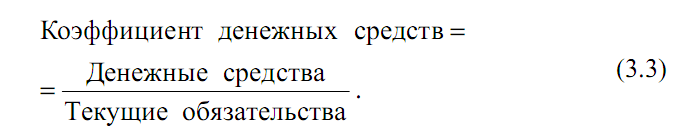 Коэффициент денежных средств =
= Денежные средства
Текущие обязательства .
(3.3)